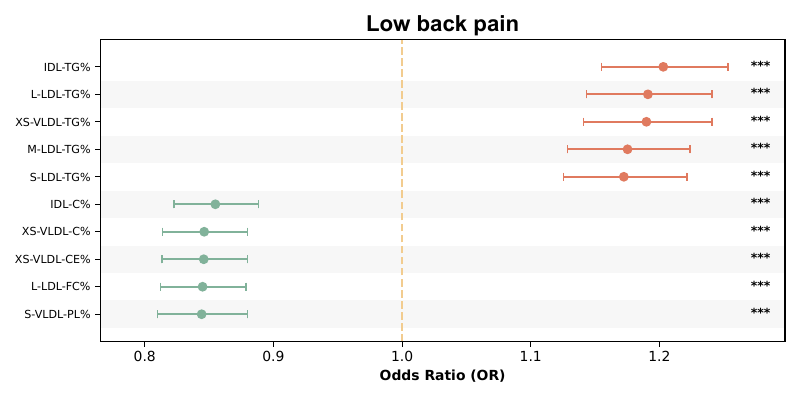 Low back pain
IDL-TG% ***
L-LDL-TG% ***
XS-VLDL-TG% ***
M-LDL-TG% ***
S-LDL-TG% ***
IDL-C% ***
XS-VLDL-C% ***
XS-VLDL-CE% ***
L-LDL-FC% ***
S-VLDL-PL% ***
0.8 0.9 1.0 1.1 1.2
Odds Ratio (OR)